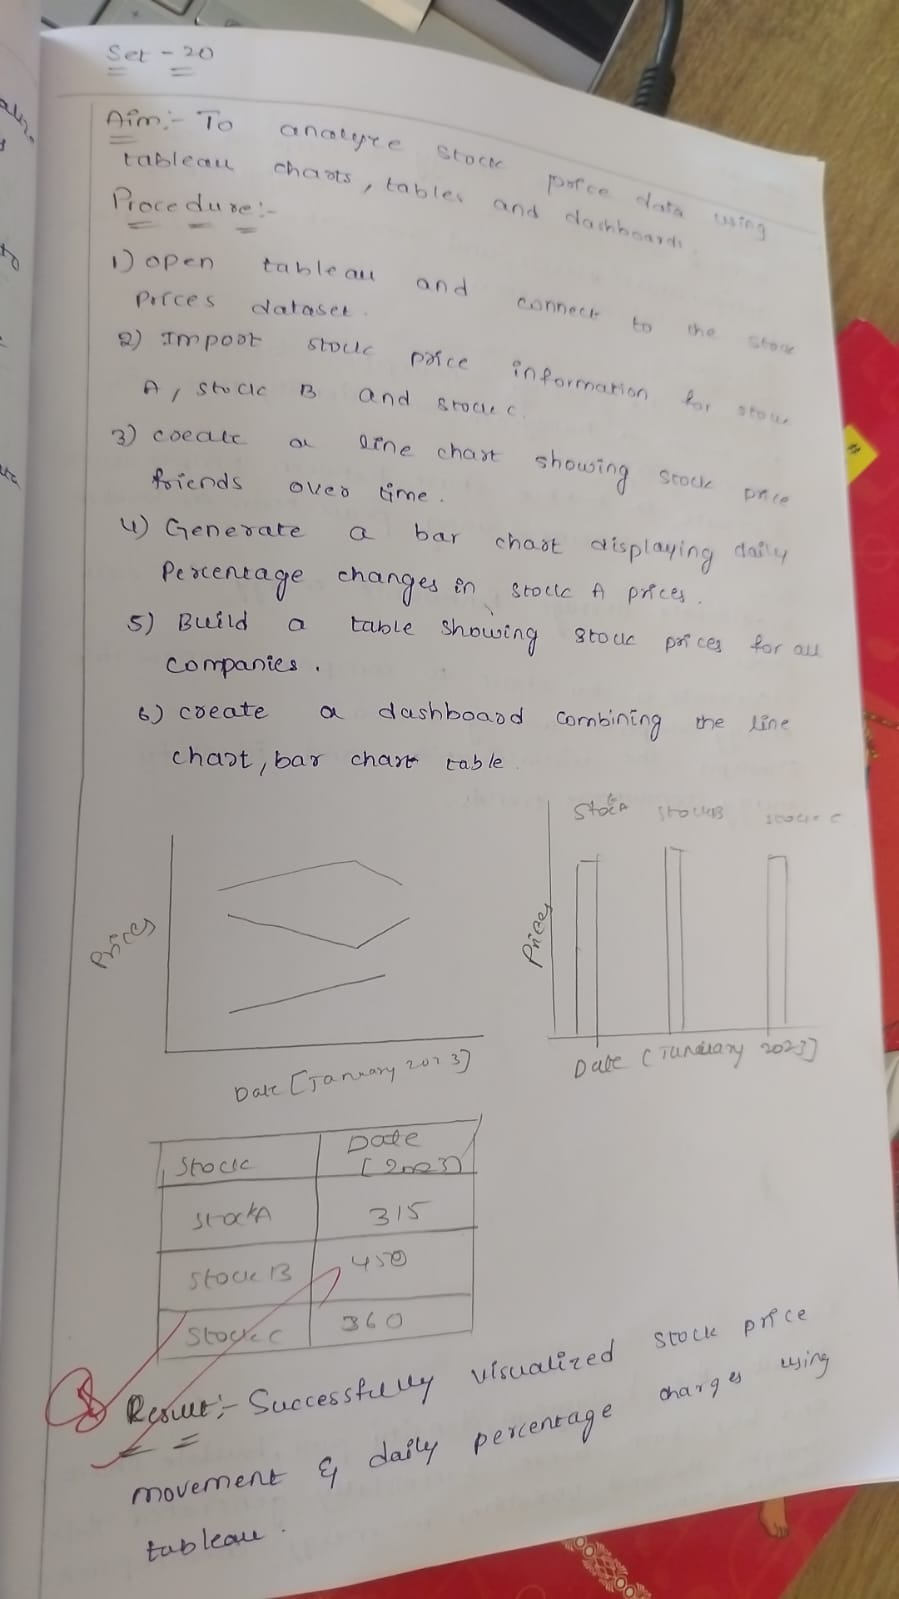 Set - 20
Aim:- To analyze stock price data using
tableau charts, tables and dashboards
Procedure:-
1) open tableau and connect to the stock
prices dataset.
2) Import stock price information for stock
A, stock B and stock C.
3) create a line chart showing stock price
friends over time.
4) Generate a bar chart displaying daily
Percentage changes in stock A prices.
5) Build a table showing stock prices for all
companies.
6) create a dashboard combining the line
chart, bar chart table.
Prices
Date [January 2023]
Stock A stock B stock C
Prices
Date [January 2023]
Stock Date
[2023]
stock A 315
stock B 450
Stock C 360
Result:- Successfully visualized stock price
movement & daily percentage charges using
tableau.